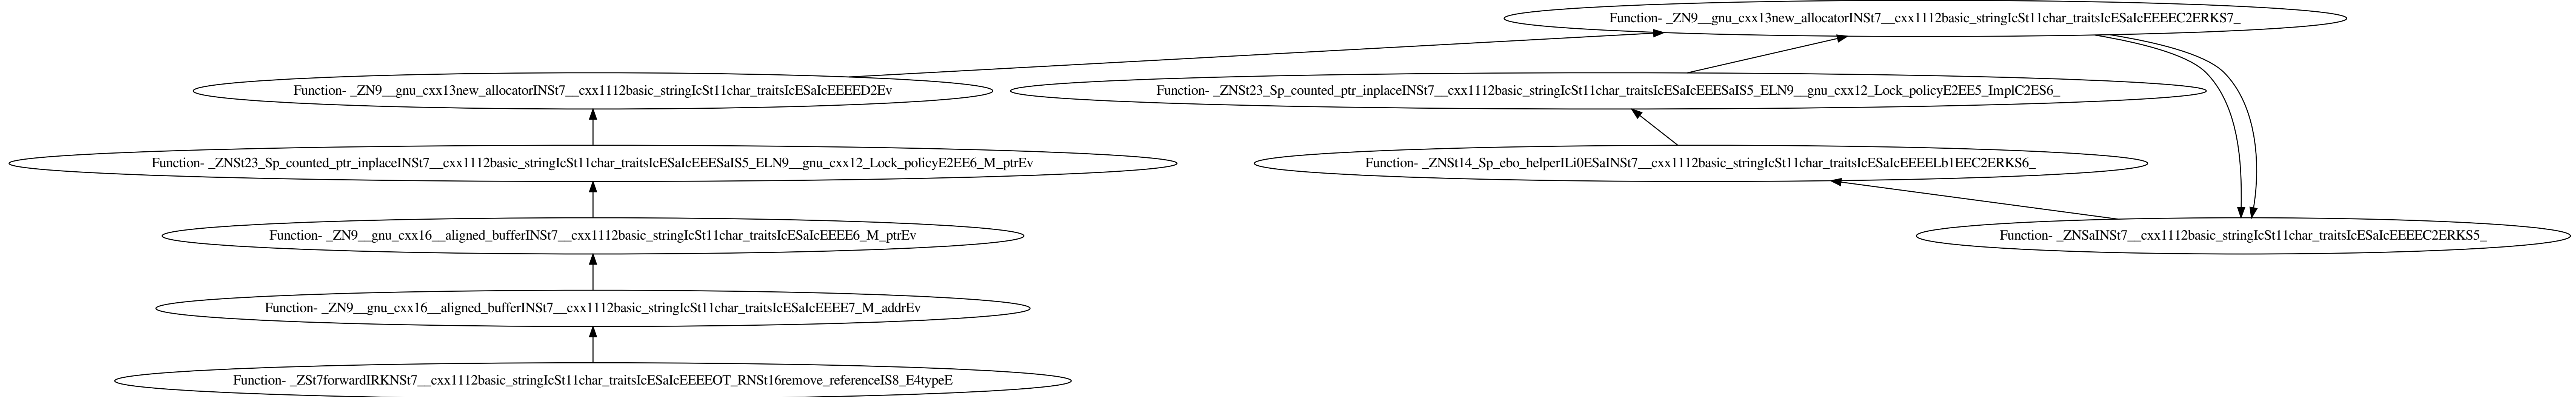 Function- _ZN9__gnu_cxx13new_allocatorINSt7__cxx1112basic_stringIcSt11char_traitsIcESaIcEEEEC2ERKS7_
Function- _ZN9__gnu_cxx13new_allocatorINSt7__cxx1112basic_stringIcSt11char_traitsIcESaIcEEEED2Ev
Function- _ZNSt23_Sp_counted_ptr_inplaceINSt7__cxx1112basic_stringIcSt11char_traitsIcESaIcEEESaIS5_ELN9__gnu_cxx12_Lock_policyE2EE5_ImplC2ES6_
Function- _ZNSt23_Sp_counted_ptr_inplaceINSt7__cxx1112basic_stringIcSt11char_traitsIcESaIcEEESaIS5_ELN9__gnu_cxx12_Lock_policyE2EE6_M_ptrEv
Function- _ZNSt14_Sp_ebo_helperILi0ESaINSt7__cxx1112basic_stringIcSt11char_traitsIcESaIcEEEELb1EEC2ERKS6_
Function- _ZN9__gnu_cxx16__aligned_bufferINSt7__cxx1112basic_stringIcSt11char_traitsIcESaIcEEEE6_M_ptrEv
Function- _ZNSaINSt7__cxx1112basic_stringIcSt11char_traitsIcESaIcEEEEC2ERKS5_
Function- _ZN9__gnu_cxx16__aligned_bufferINSt7__cxx1112basic_stringIcSt11char_traitsIcESaIcEEEE7_M_addrEv
Function- _ZSt7forwardIRKNSt7__cxx1112basic_stringIcSt11char_traitsIcESaIcEEEEOT_RNSt16remove_referenceIS8_E4typeE